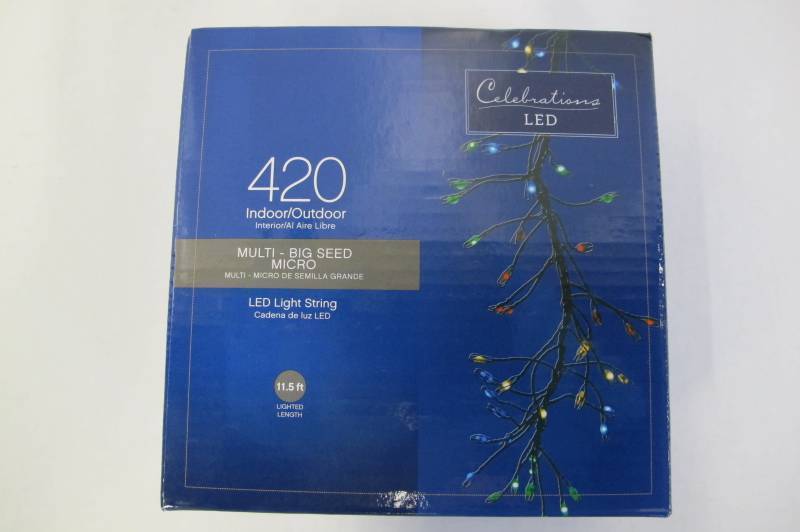 Celebrations
LED
420
Indoor/Outdoor
Interior/Al Aire Libre
MULTI - BIG SEED
MICRO
MULTI - MICRO DE SEMILLA GRANDE
LED Light String
Cadena de luz LED
11.5 ft
LIGHTED
LENGTH